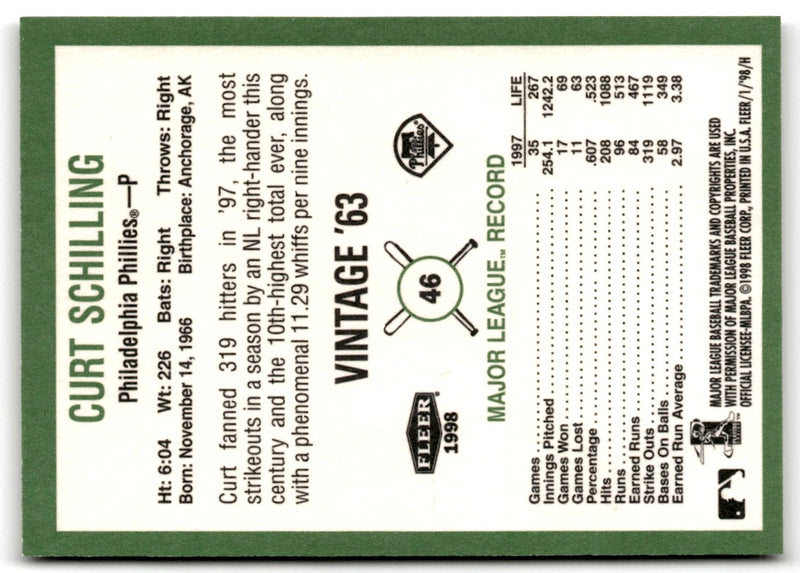 CURT SCHILLING
Philadelphia Phillies®—P
Ht: 6:04 Wt: 226 Bats: Right Throws: Right
Born: November 14, 1966 Birthplace: Anchorage, AK
Curt fanned 319 hitters in '97, the most
strikeouts in a season by an NL right-hander this
century and the 10th-highest total ever, along
with a phenomenal 11.29 whiffs per nine innings.
VINTAGE '63
FLEER
1998
46
Phillies
MAJOR LEAGUE™ RECORD
1997 LIFE
Games 35 267
Innings Pitched 254.1 1242.2
Games Won 17 69
Games Lost 11 63
Percentage .607 .523
Hits 208 1088
Runs 96 513
Earned Runs 84 467
Strike Outs 319 1119
Bases On Balls 58 349
Earned Run Average 2.97 3.38
MAJOR LEAGUE BASEBALL TRADEMARKS AND COPYRIGHTS ARE USED
WITH PERMISSION OF MAJOR LEAGUE BASEBALL PROPERTIES, INC.
OFFICIAL LICENSEE-MLBPA. ©1998 FLEER CORP., PRINTED IN U.S.A. FLEER/1/'98/H